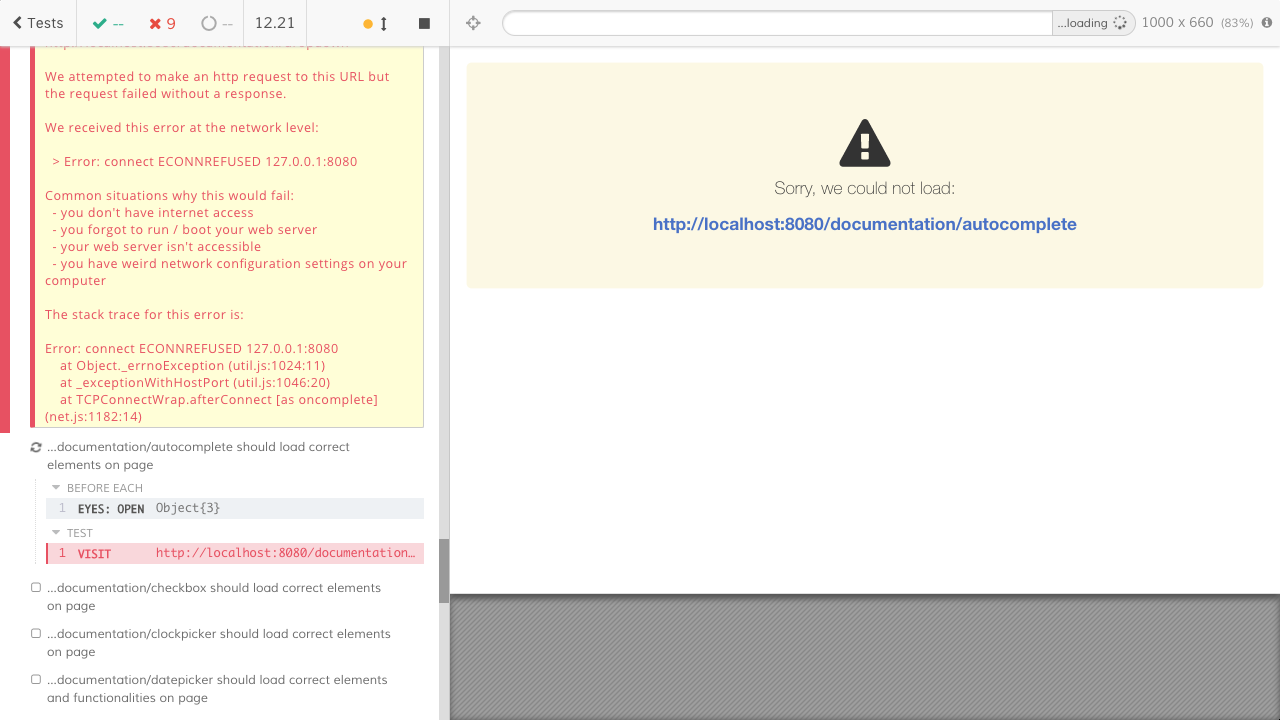 Tests
--
9
--
12.21
...loading
1000 x 660 (83%)
We attempted to make an http request to this URL but
the request failed without a response.
We received this error at the network level:
> Error: connect ECONNREFUSED 127.0.0.1:8080
Common situations why this would fail:
- you don't have internet access
- you forgot to run / boot your web server
- your web server isn't accessible
- you have weird network configuration settings on your
computer
The stack trace for this error is:
Error: connect ECONNREFUSED 127.0.0.1:8080
at Object._errnoException (util.js:1024:11)
at _exceptionWithHostPort (util.js:1046:20)
at TCPConnectWrap.afterConnect [as oncomplete]
(net.js:1182:14)
...documentation/autocomplete should load correct
elements on page
BEFORE EACH
1 EYES: OPEN Object{3}
TEST
1 VISIT http://localhost:8080/documentation…
...documentation/checkbox should load correct elements
on page
...documentation/clockpicker should load correct elements
on page
...documentation/datepicker should load correct elements
and functionalities on page
Sorry, we could not load:
http://localhost:8080/documentation/autocomplete